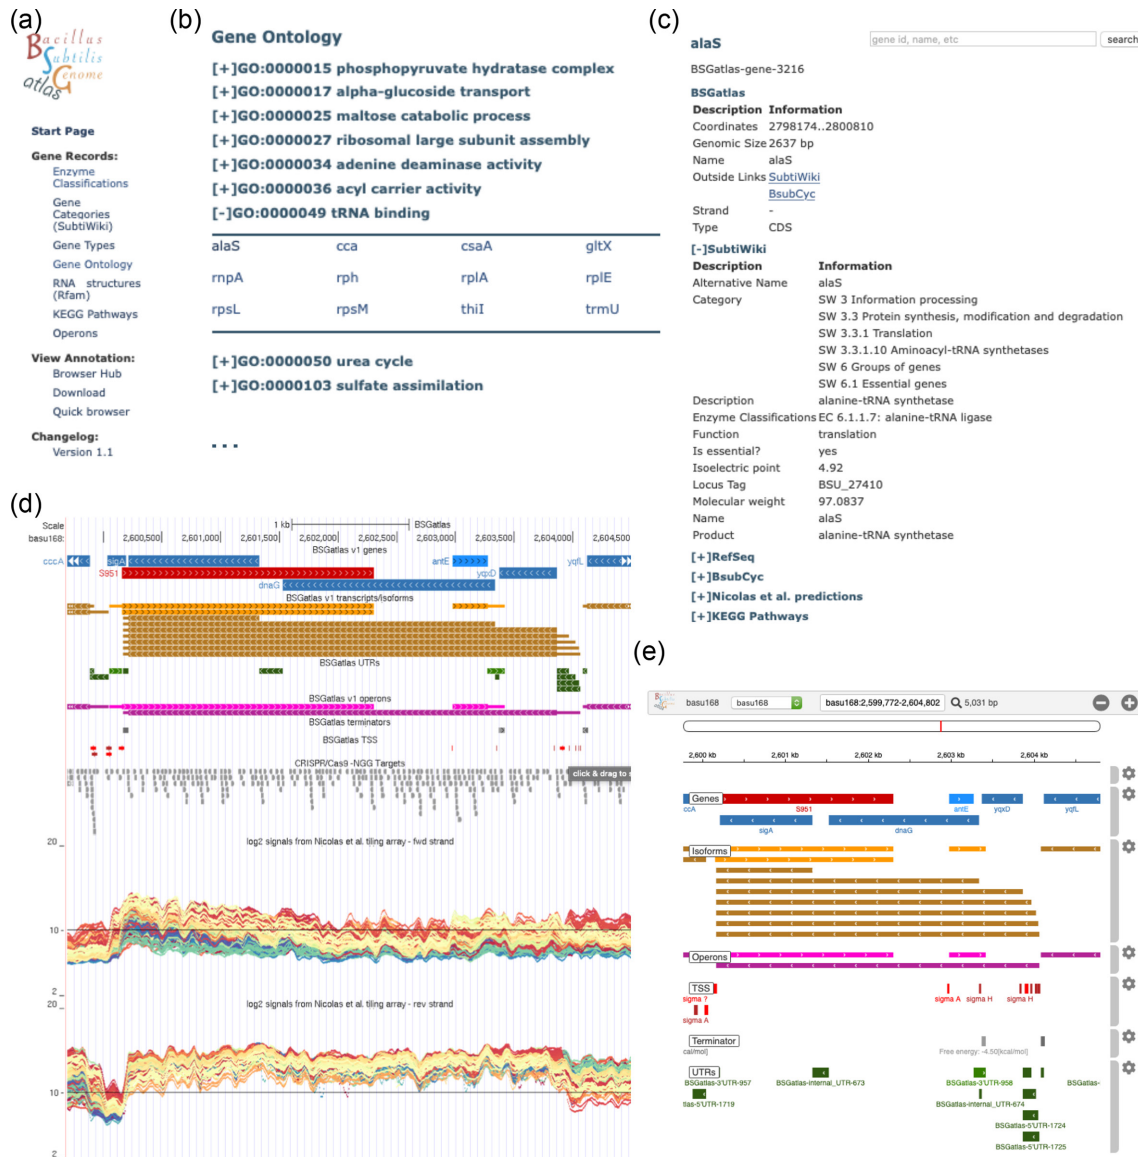 (a)
Bacillus
Subtilis
Genome
atlas
Start Page
Gene Records:
Enzyme
Classifications
Gene
Categories
(SubtiWiki)
Gene Types
Gene Ontology
RNA structures
(Rfam)
KEGG Pathways
Operons
View Annotation:
Browser Hub
Download
Quick browser
Changelog:
Version 1.1
(b)
Gene Ontology
[+]GO:0000015 phosphopyruvate hydratase complex
[+]GO:0000017 alpha-glucoside transport
[+]GO:0000025 maltose catabolic process
[+]GO:0000027 ribosomal large subunit assembly
[+]GO:0000034 adenine deaminase activity
[+]GO:0000036 acyl carrier activity
[-]GO:0000049 tRNA binding
alaS cca csaA gltX
rnpA rph rplA rplE
rpsL rpsM thiI trmU
[+]GO:0000050 urea cycle
[+]GO:0000103 sulfate assimilation
...
(c)
alaS
gene id, name, etc
search
BSGatlas-gene-3216
BSGatlas
Description Information
Coordinates 2798174..2800810
Genomic Size 2637 bp
Name alaS
Outside Links SubtiWiki
BsubCyc
Strand -
Type CDS
[-]SubtiWiki
Description Information
Alternative Name alaS
Category SW 3 Information processing
SW 3.3 Protein synthesis, modification and degradation
SW 3.3.1 Translation
SW 3.3.1.10 Aminoacyl-tRNA synthetases
SW 6 Groups of genes
SW 6.1 Essential genes
Description alanine-tRNA synthetase
Enzyme Classifications EC 6.1.1.7: alanine-tRNA ligase
Function translation
Is essential? yes
Isoelectric point 4.92
Locus Tag BSU_27410
Molecular weight 97.0837
Name alaS
Product alanine-tRNA synthetase
[+]RefSeq
[+]BsubCyc
[+]Nicolas et al. predictions
[+]KEGG Pathways
(d)
Scale 1 kb BSGatlas
basu168: 2,600,500 2,601,000 2,601,500 2,602,000 2,602,500 2,603,000 2,603,500 2,604,000 2,604,500
BSGatlas v1 genes
cccA sigA antE yqfL
S951 yqxD
dnaG
BSGatlas v1 transcripts/isoforms
BSGatlas UTRs
BSGatlas v1 operons
BSGatlas terminators
BSGatlas TSS
CRISPR/Cas9 -NGG Targets
click & drag to
20
log2 signals from Nicolas et al. tiling array - fwd strand
10
2
20
log2 signals from Nicolas et al. tiling array - rev strand
10
2
(e)
basu168 basu168 basu168:2,599,772-2,604,802 5,031 bp
2,600 kb 2,601 kb 2,602 kb 2,603 kb 2,604 kb
Genes
ccA S951 antE yqxD yqfL
sigA dnaG
Isoforms
Operons
TSS
sigma ? sigma A sigma H sigma H
sigma A
Terminator
cal/mol] Free energy: -4.50[kcal/mol]
UTRs
BSGatlas-3'UTR-957 BSGatlas-internal_UTR-673 BSGatlas-3'UTR-958 BSGatlas-
tlas-5'UTR-1719 BSGatlas-internal_UTR-674
BSGatlas-5'UTR-1724
BSGatlas-5'UTR-1725